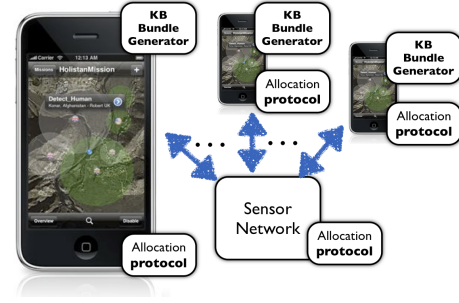 KB
Bundle
Generator
Carrier 12:13 AM
Missions HolistanMission +
Detect_Human
Overview Disable
Allocation
protocol
KB
Bundle
Generator
Allocation
protocol
KB
Bundle
Generator
Allocation
protocol
Sensor
Network
Allocation
protocol